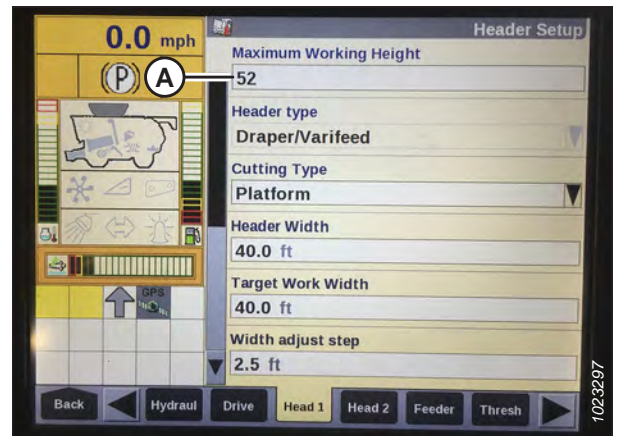 0.0 mph
Header Setup
(P)
A
Maximum Working Height
52
Header type
Draper/Varifeed
Cutting Type
Platform
Header Width
40.0 ft
Target Work Width
40.0 ft
GPS
Width adjust step
2.5 ft
Back
Hydraul
Drive
Head 1
Head 2
Feeder
Thresh
1023297